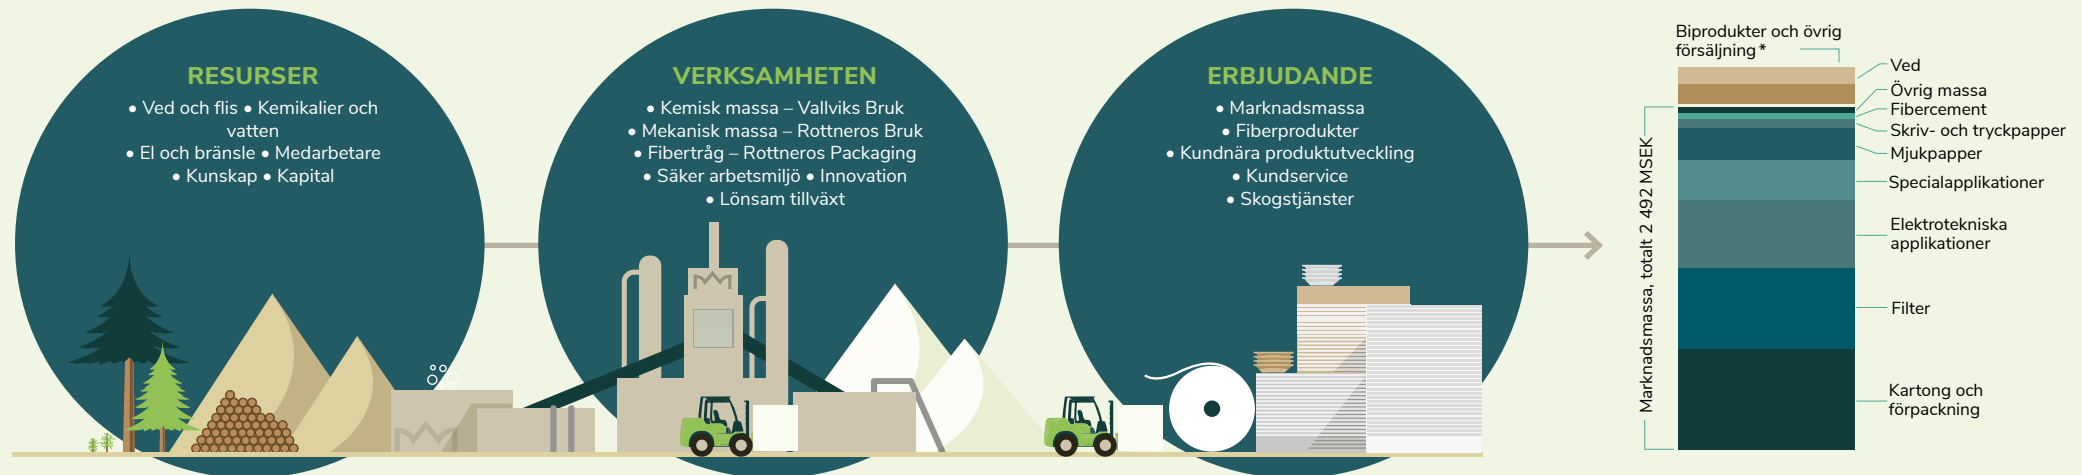 RESURSER
• Ved och flis • Kemikalier och
vatten
• El och bränsle • Medarbetare
• Kunskap • Kapital
VERKSAMHETEN
• Kemisk massa – Vallviks Bruk
• Mekanisk massa – Rottneros Bruk
• Fibertråg – Rottneros Packaging
• Säker arbetsmiljö • Innovation
• Lönsam tillväxt
ERBJUDANDE
• Marknadsmassa
• Fiberprodukter
• Kundnära produktutveckling
• Kundservice
• Skogstjänster
Biprodukter och övrig
försäljning *
Marknadsmassa, totalt 2 492 MSEK
Ved
Övrig massa
Fibercement
Skriv- och tryckpapper
Mjukpapper
Specialapplikationer
Elektrotekniska
applikationer
Filter
Kartong och
förpackning